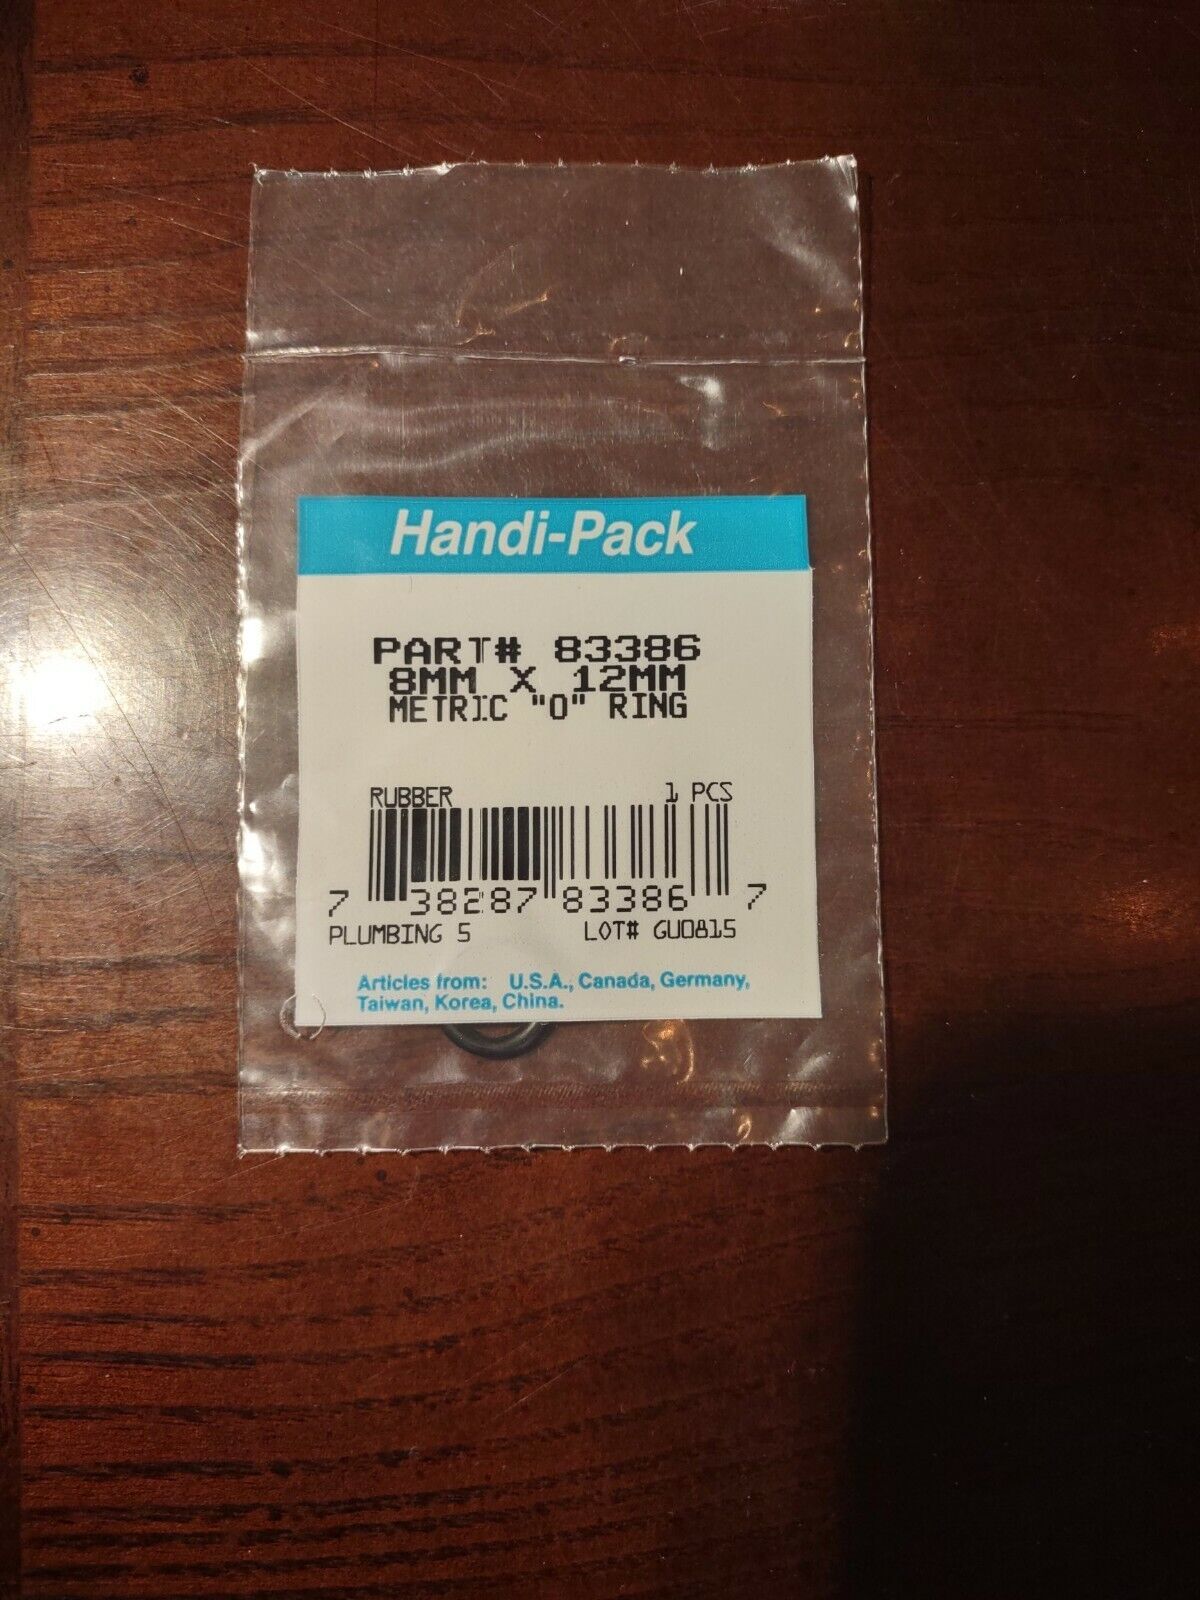 Handi-Pack
PART# 83386
8MM X 12MM
METRIC "O" RING
RUBBER 1 PCS
7 38287 83386 7
PLUMBING 5 LOT# GU0815
Articles from: U.S.A., Canada, Germany,
Taiwan, Korea, China.